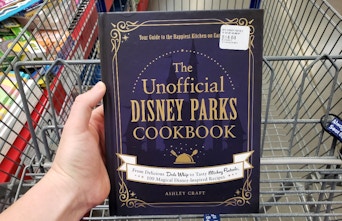 Your Guide to the Happiest Kitchen on
The
Unofficial
DISNEY PARKS
COOKBOOK
From Delicious Dole Whip to Tasty Mickey Pretzels,
100 Magical Disney-Inspired Recipes
ASHLEY CRAFT